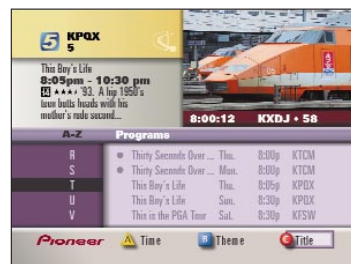 5 KPQX
5
This Boy's Life
8:05pm - 10:30 pm
14 ★★★★ '93. A hip 1950's
teen butts heads with his
mother's rude second...
8:00:12 KXDJ • 58
A-Z Programs
R • Thirty Seconds Over ... Thu. 8:00p KTCM
S • Thirty Seconds Over ... Mon. 8:00p KTCM
T This Boy's Life Thu. 8:05p KPQX
U This Boy's Life Sun. 8:30p KPQX
V This is the PGA Tour Sat. 8:30p KFSW
Pioneer A Time B Theme C Title